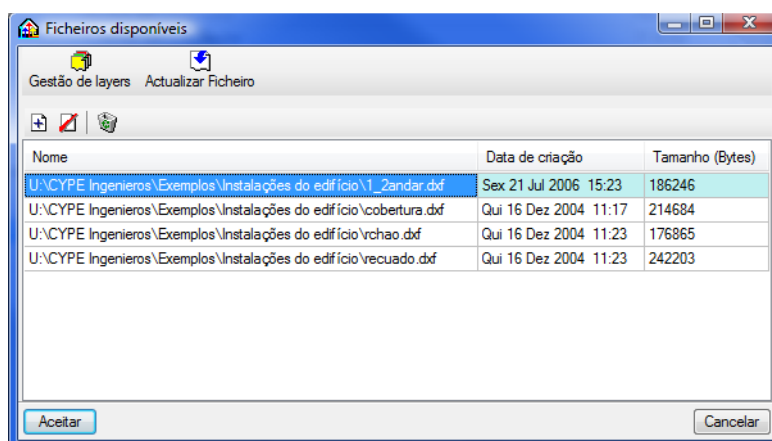 Ficheiros disponíveis
Gestão de layers Actualizar Ficheiro
Nome Data de criação Tamanho (Bytes)
U:\CYPE Ingenieros\Exemplos\Instalações do edifício\1_2andar.dxf Sex 21 Jul 2006 15:23 186246
U:\CYPE Ingenieros\Exemplos\Instalações do edifício\cobertura.dxf Qui 16 Dez 2004 11:17 214684
U:\CYPE Ingenieros\Exemplos\Instalações do edifício\rchao.dxf Qui 16 Dez 2004 11:23 176865
U:\CYPE Ingenieros\Exemplos\Instalações do edifício\recuado.dxf Qui 16 Dez 2004 11:23 242203
Aceitar Cancelar